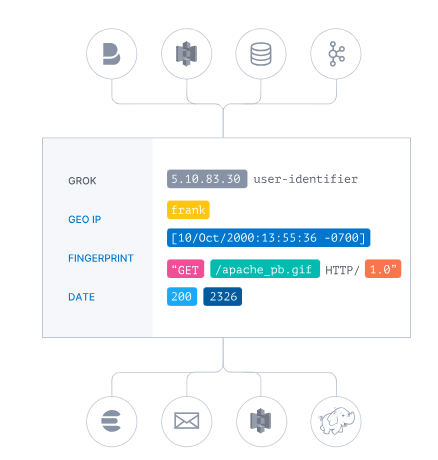 GROK
GEO IP
FINGERPRINT
DATE
5.10.83.30 user-identifier
frank
[10/Oct/2000:13:55:36 -0700]
“GET /apache_pb.gif HTTP/ 1.0”
200 2326